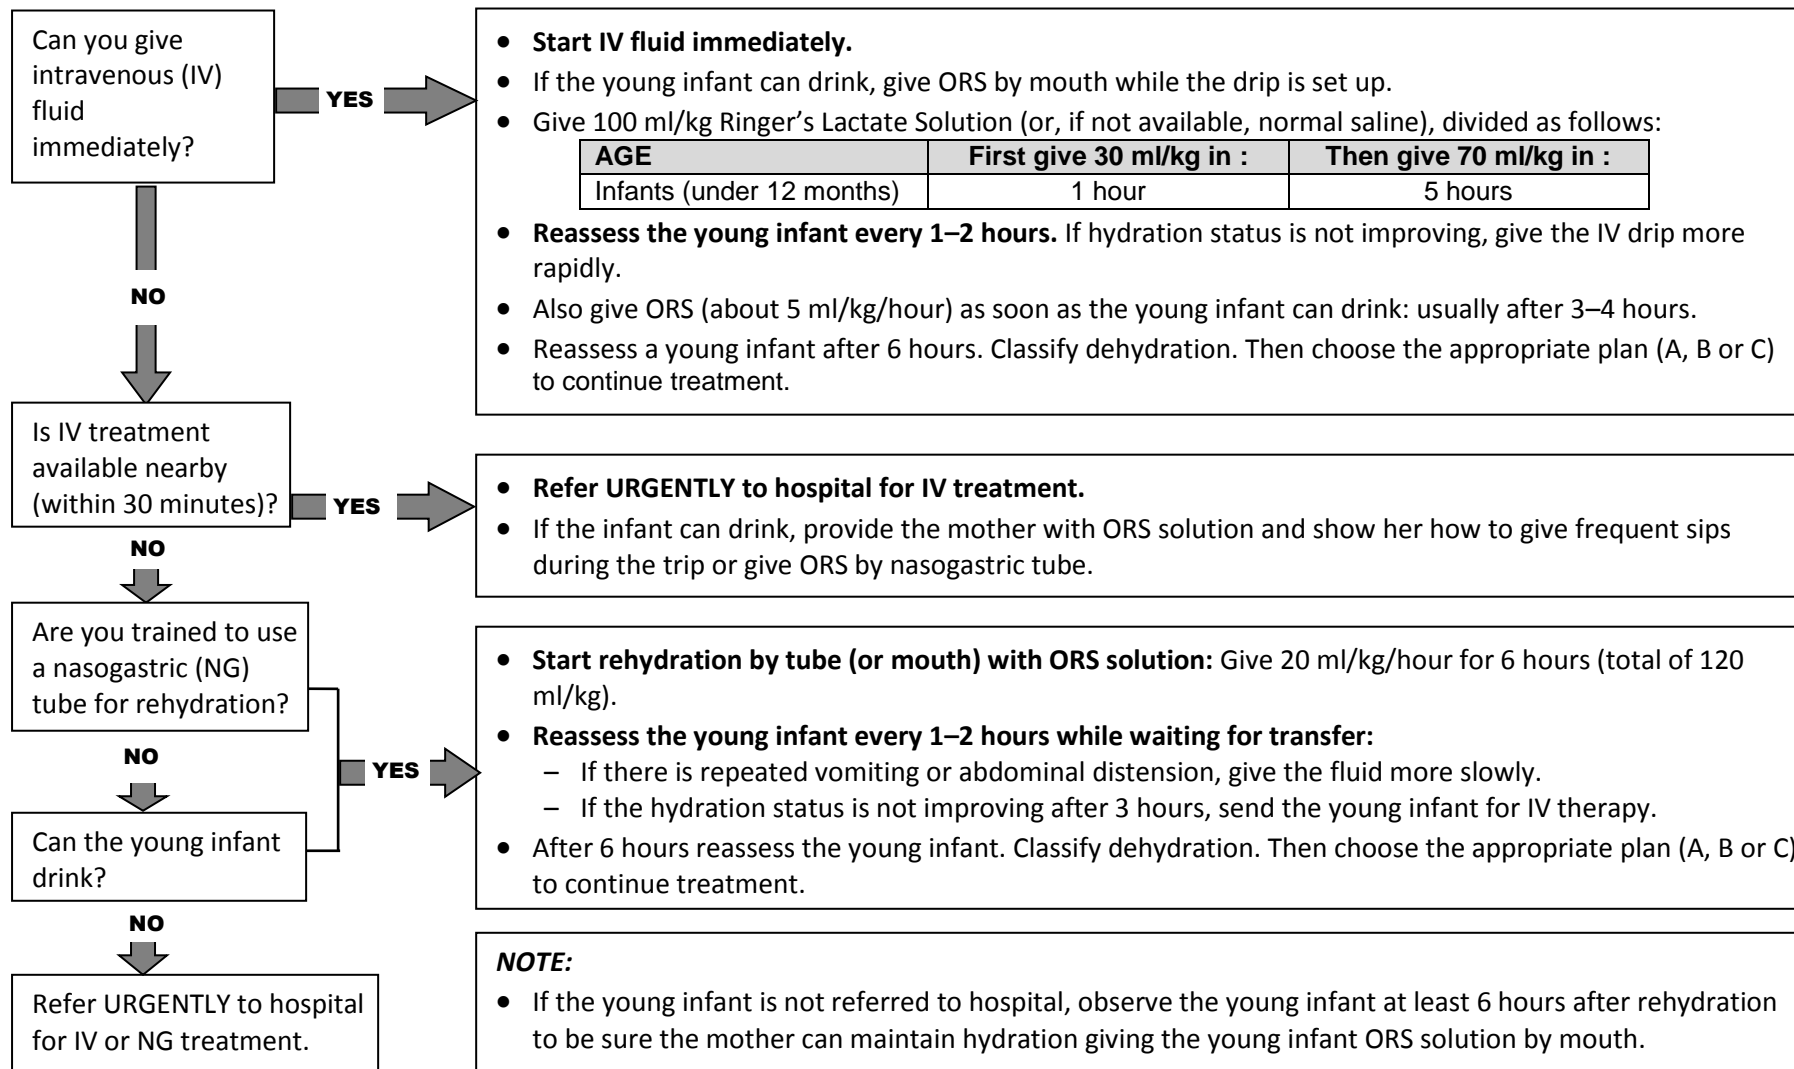 Can you give
intravenous (IV)
fluid
immediately?
YES
• Start IV fluid immediately.
• If the young infant can drink, give ORS by mouth while the drip is set up.
• Give 100 ml/kg Ringer’s Lactate Solution (or, if not available, normal saline), divided as follows:
AGE First give 30 ml/kg in : Then give 70 ml/kg in :
Infants (under 12 months) 1 hour 5 hours
• Reassess the young infant every 1–2 hours. If hydration status is not improving, give the IV drip more
rapidly.
• Also give ORS (about 5 ml/kg/hour) as soon as the young infant can drink: usually after 3–4 hours.
• Reassess a young infant after 6 hours. Classify dehydration. Then choose the appropriate plan (A, B or C)
to continue treatment.
NO
Is IV treatment
available nearby
(within 30 minutes)?
YES
• Refer URGENTLY to hospital for IV treatment.
• If the infant can drink, provide the mother with ORS solution and show her how to give frequent sips
during the trip or give ORS by nasogastric tube.
NO
Are you trained to use
a nasogastric (NG)
tube for rehydration?
NO
Can the young infant
drink?
YES
• Start rehydration by tube (or mouth) with ORS solution: Give 20 ml/kg/hour for 6 hours (total of 120
ml/kg).
• Reassess the young infant every 1–2 hours while waiting for transfer:
– If there is repeated vomiting or abdominal distension, give the fluid more slowly.
– If the hydration status is not improving after 3 hours, send the young infant for IV therapy.
• After 6 hours reassess the young infant. Classify dehydration. Then choose the appropriate plan (A, B or C)
to continue treatment.
NO
Refer URGENTLY to hospital
for IV or NG treatment.
NOTE:
• If the young infant is not referred to hospital, observe the young infant at least 6 hours after rehydration
to be sure the mother can maintain hydration giving the young infant ORS solution by mouth.